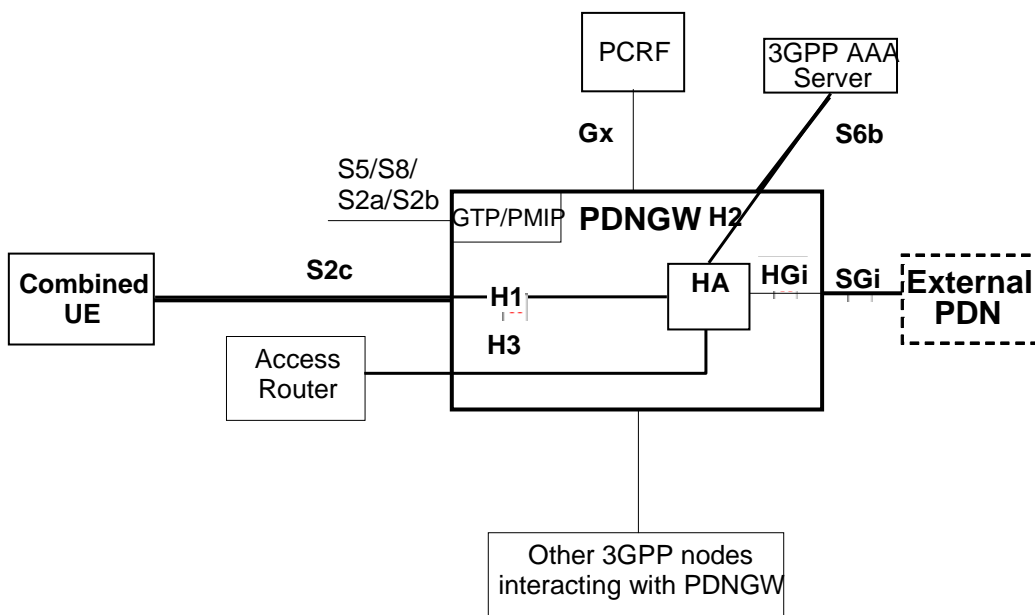 PCRF
3GPP AAA
Server
Gx
S6b
S5/S8/
S2a/S2b
GTP/PMIP
PDNGW H2
Combined
UE
S2c
H1
HA
HGi
SGi
External
PDN
H3
Access
Router
Other 3GPP nodes
interacting with PDNGW